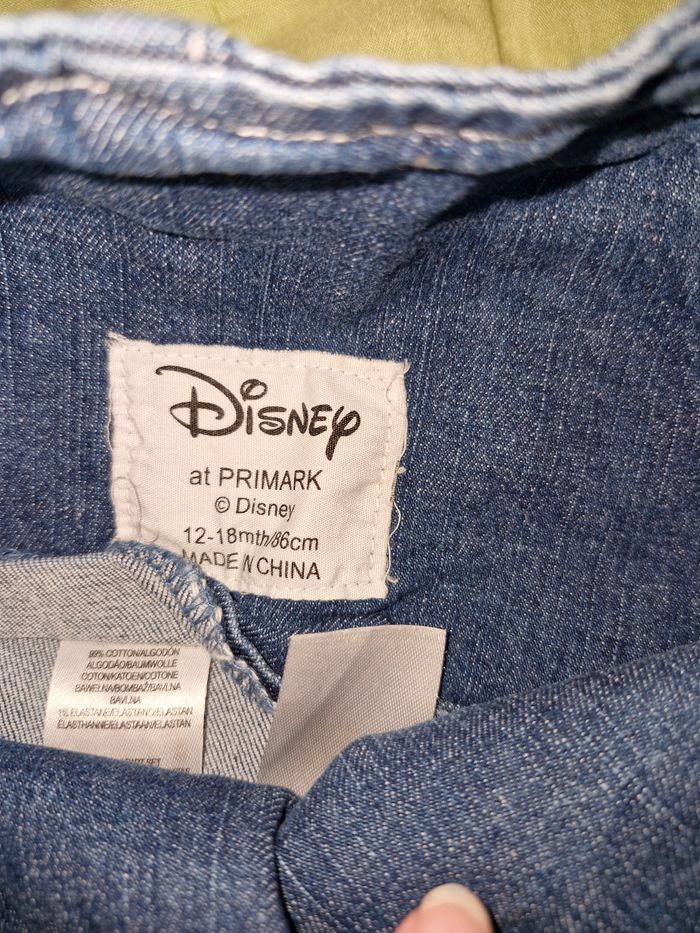 Disney
at PRIMARK
© Disney
12-18mth/86cm
MADE IN CHINA
99% COTTON/ALGODÓN
ALGODÃO/BAUMWOLLE
COTON/KATOEN/COTONE
BAWEŁNA/BOMBAŽ/BAVLNA
BAVLNA
1% ELASTANE/ELASTANO/ELASTAN
ÉLASTHANNE/ELASTAAN/ELASTAN
SET